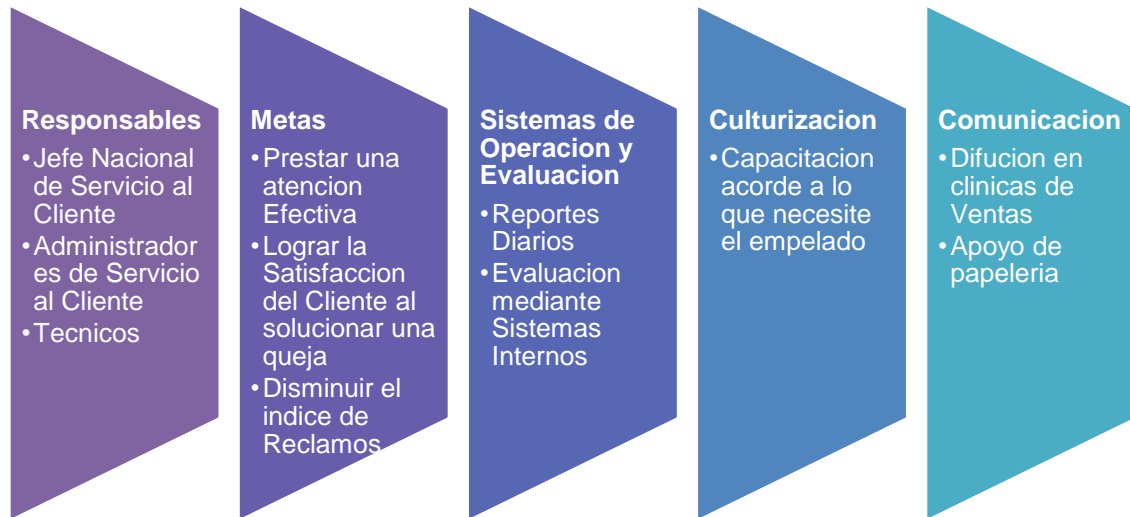 Responsables
•Jefe Nacional
de Servicio al
Cliente
•Administrador
es de Servicio
al Cliente
•Tecnicos
Metas
•Prestar una
atencion
Efectiva
•Lograr la
Satisfaccion
del Cliente al
solucionar una
queja
•Disminuir el
indice de
Reclamos
Sistemas de
Operacion y
Evaluacion
•Reportes
Diarios
•Evaluacion
mediante
Sistemas
Internos
Culturizacion
•Capacitacion
acorde a lo
que necesite
el empelado
Comunicacion
•Difucion en
clinicas de
Ventas
•Apoyo de
papeleria